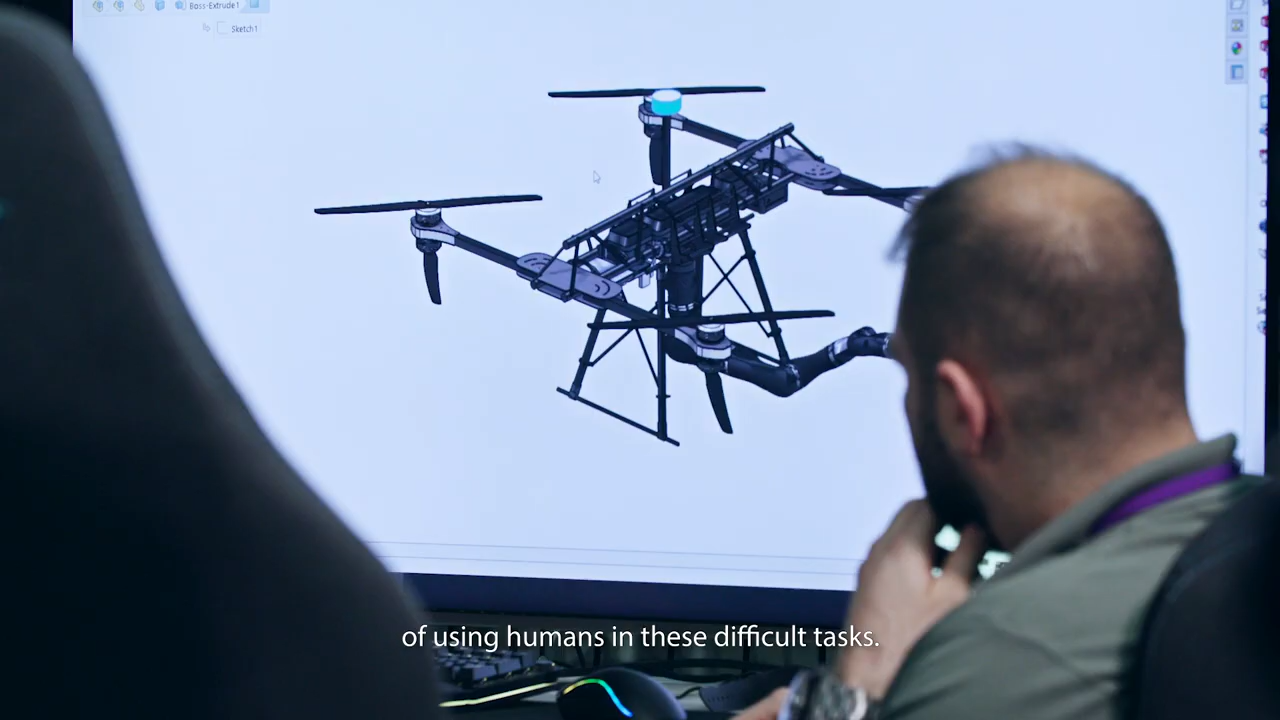 Boss-Extrude1
Sketch1
of using humans in these difficult tasks.